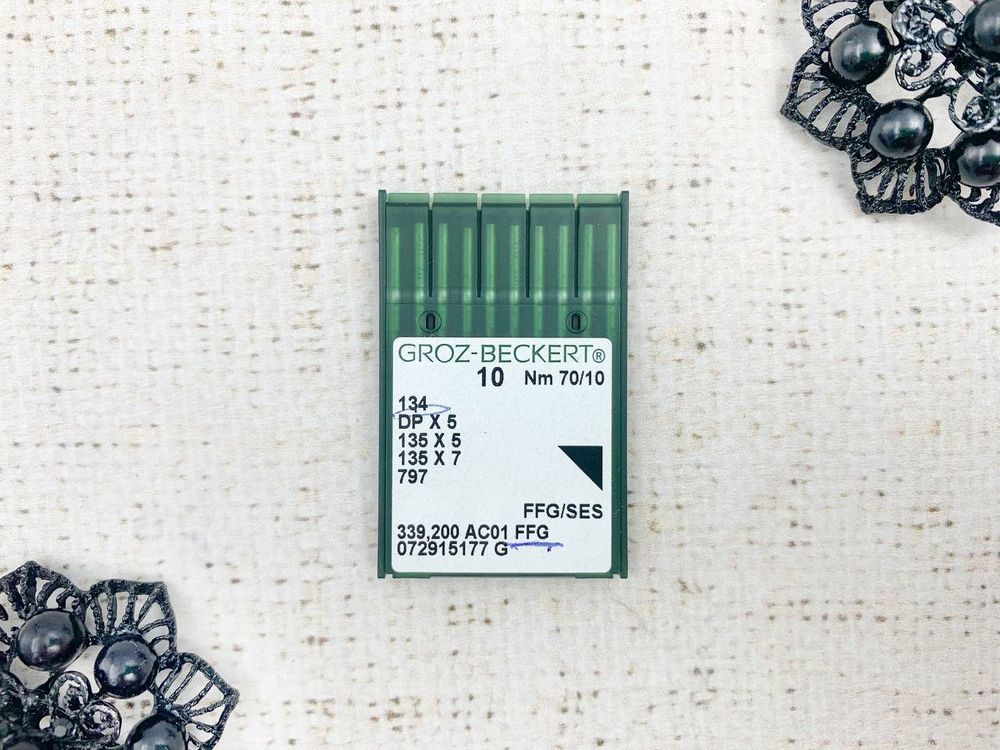 GROZ-BECKERT®
10 Nm 70/10
134
DP X 5
135 X 5
135 X 7
797
FFG/SES
339,200 AC01 FFG
072915177 G